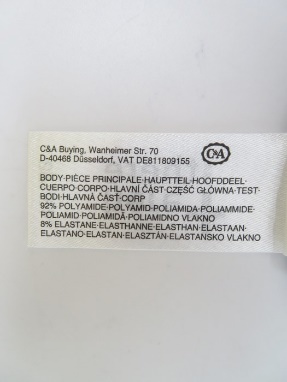 C&A Buying, Wanheimer Str. 70
D-40468 Düsseldorf, VAT DE811809155
C&A
BODY·PIÈCE PRINCIPALE·HAUPTTEIL·HOOFDDEEL·
CUERPO·CORPO·HLAVNÍ ČÁST·CZĘŚĆ GŁÓWNA·TEST·
BODI·HLAVNÁ ČASŤ·CORP
92% POLYAMIDE·POLYAMID·POLIAMIDA·POLIAMMIDE·
POLIAMID·POLIAMIDĂ·POLIAMIDNO VLAKNO
8% ELASTANE·ELASTHANNE·ELASTHAN·ELASTAAN·
ELASTANO·ELASTAN·ELASZTÁN·ELASTANSKO VLAKNO